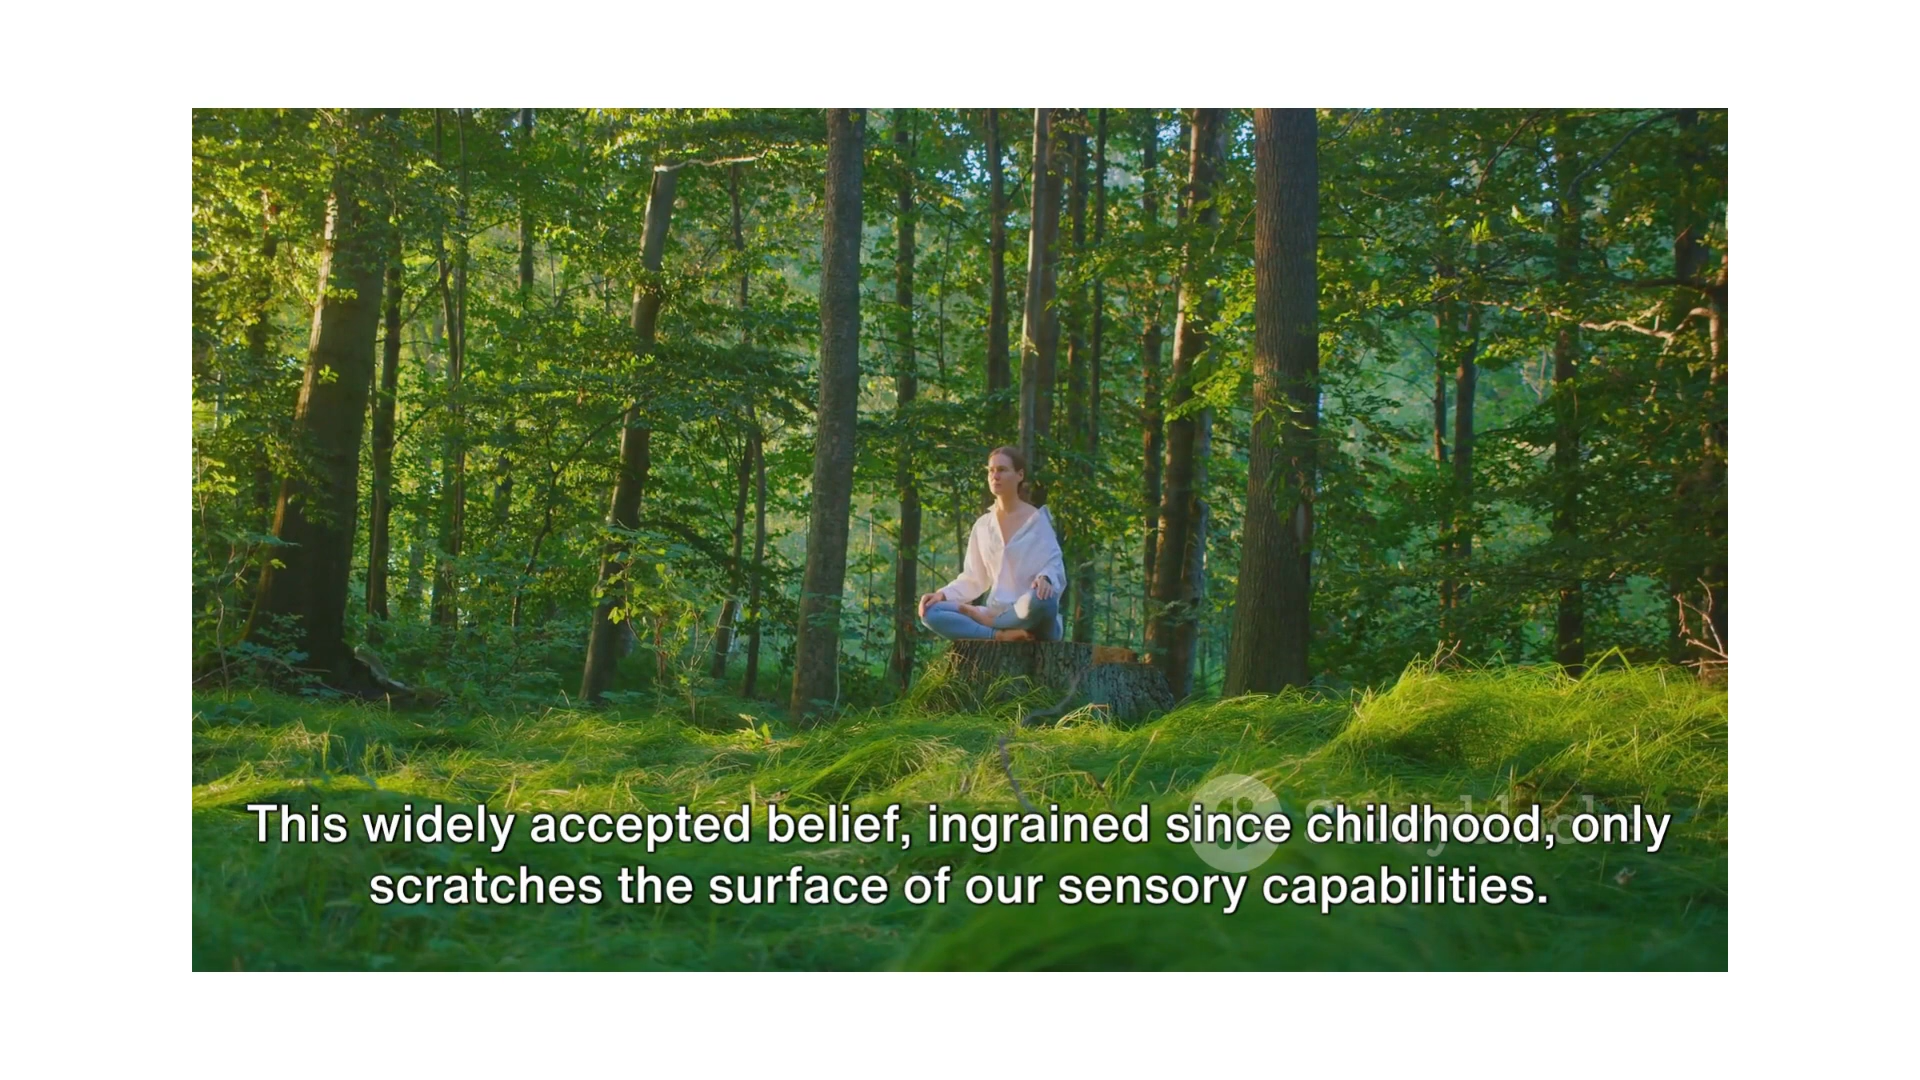 This widely accepted belief, ingrained since childhood, only
scratches the surface of our sensory capabilities.